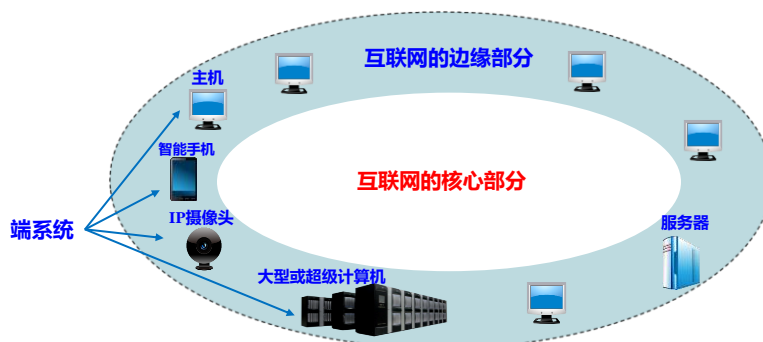 互联网的边缘部分
主机
智能手机
互联网的核心部分
IP摄像头
端系统
服务器
大型或超级计算机